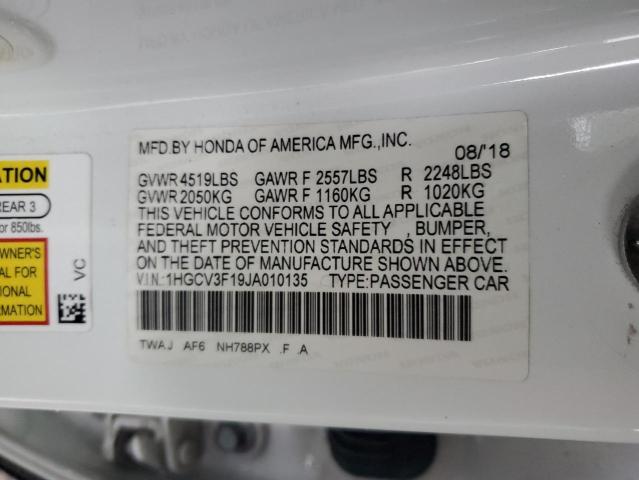 MFD.BY HONDA OF AMERICA MFG.,INC.
08/'18
GVWR 4519LBS GAWR F 2557LBS R 2248LBS
GVWR 2050KG GAWR F 1160KG R 1020KG
THIS VEHICLE CONFORMS TO ALL APPLICABLE
FEDERAL MOTOR VEHICLE SAFETY , BUMPER,
AND THEFT PREVENTION STANDARDS IN EFFECT
ON THE DATE OF MANUFACTURE SHOWN ABOVE.
V I N.:1HGCV3F19JA010135 TYPE:PASSENGER CAR
TWAJ AF6 NH788PX .F .A
ATION
REAR 3
or 850lbs.
OWNER'S
AL FOR
IONAL
RMATION
VC